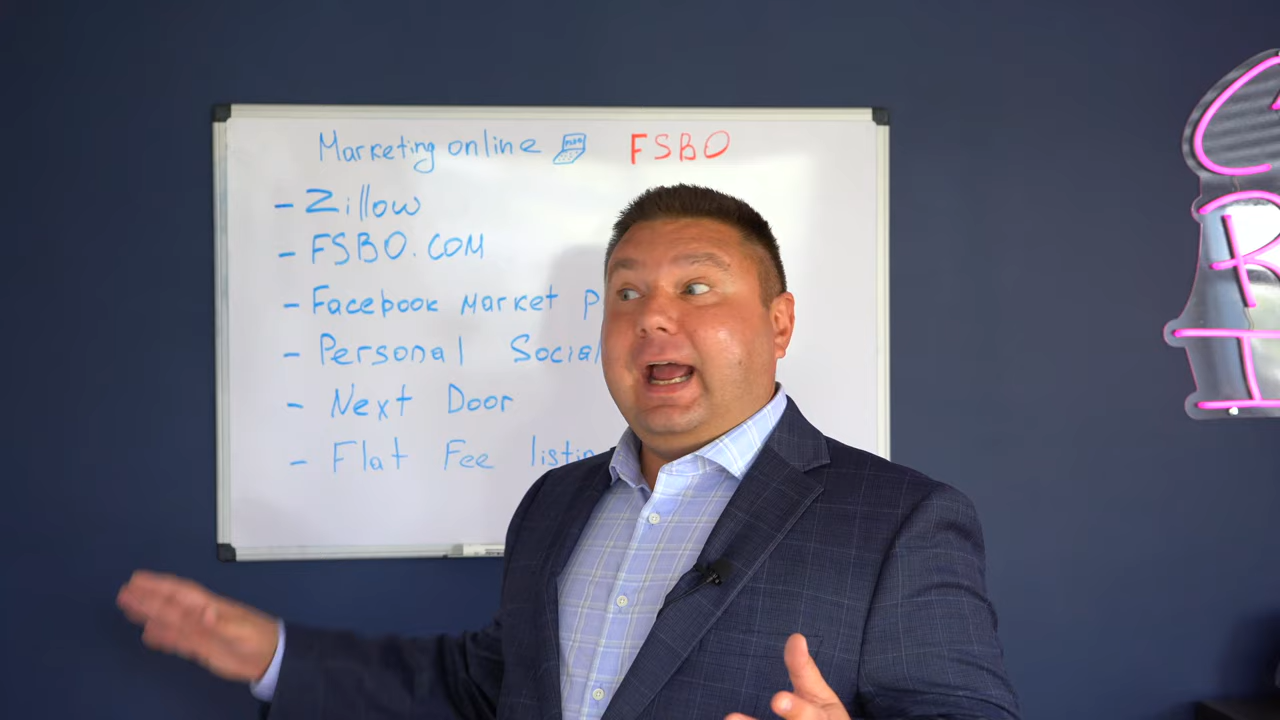 Marketing online FSBO
- Zillow
- FSBO.COM
- Facebook Market P
- Personal Social
- Next Door
- Flat Fee listin